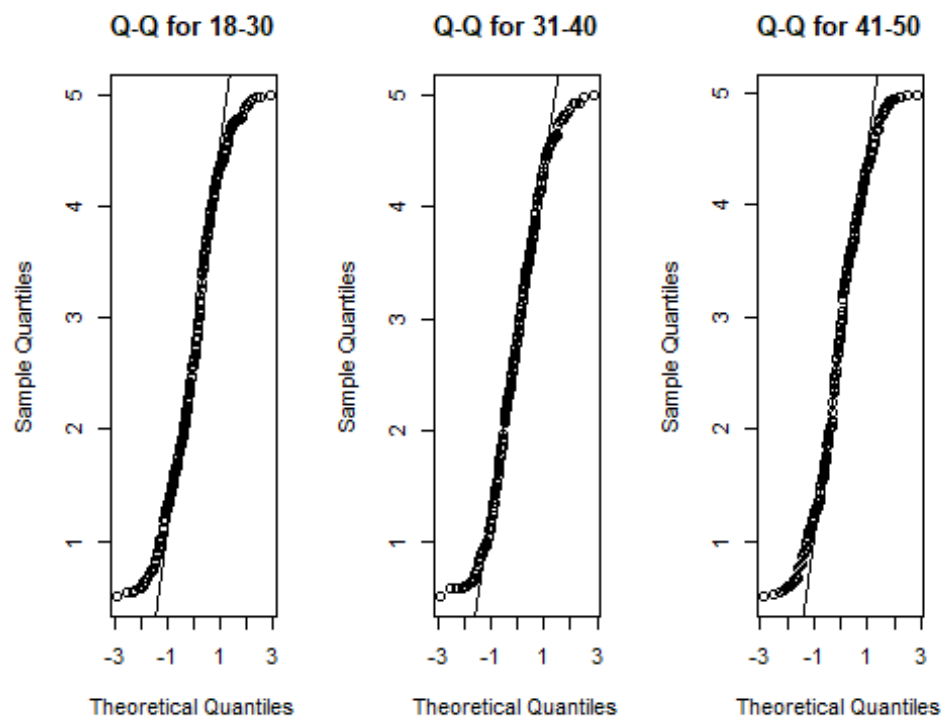 Q-Q for 18-30
Sample Quantiles
5
4
3
2
1
-3 -1 1 3
Theoretical Quantiles
Q-Q for 31-40
Sample Quantiles
5
4
3
2
1
-3 -1 1 3
Theoretical Quantiles
Q-Q for 41-50
Sample Quantiles
5
4
3
2
1
-3 -1 1 3
Theoretical Quantiles